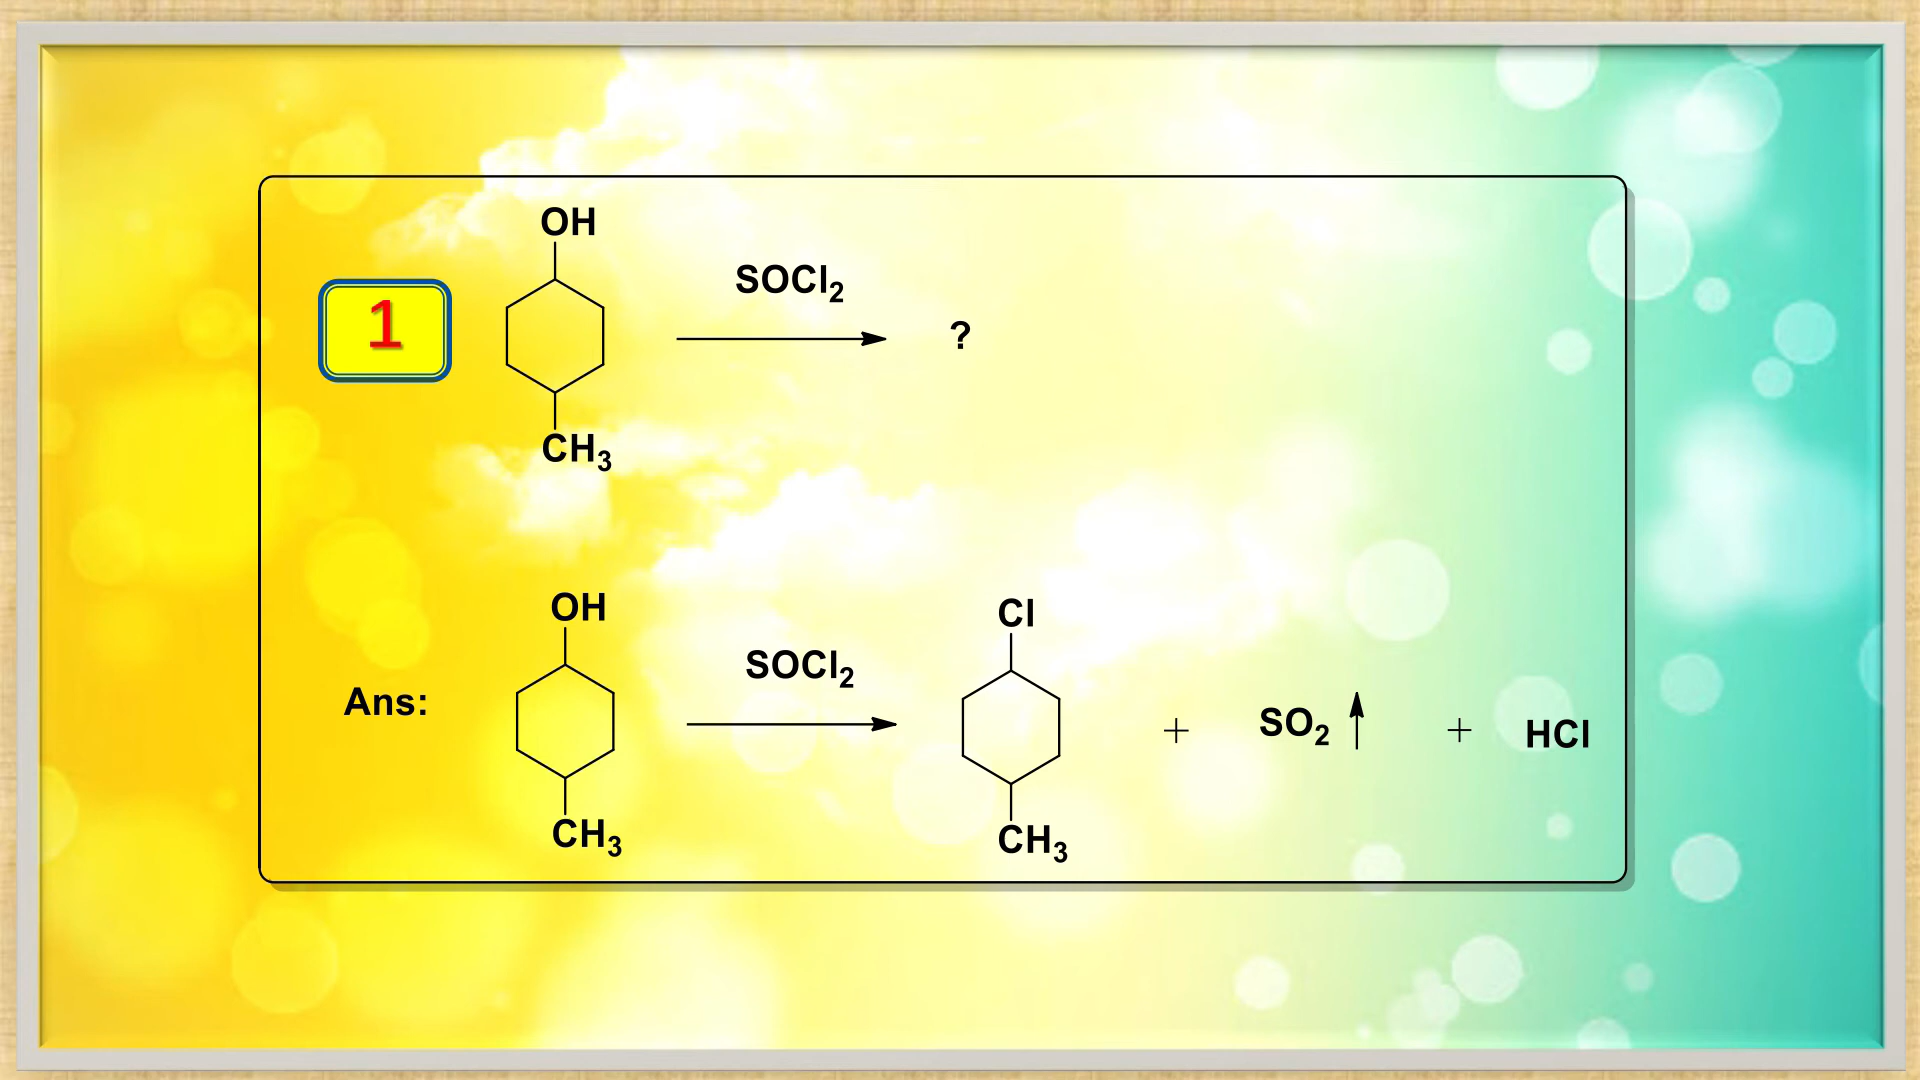 OH
SOCl2
1
?
CH3
OH
Cl
SOCl2
Ans:
+ SO2 ↑ + HCl
CH3
CH3